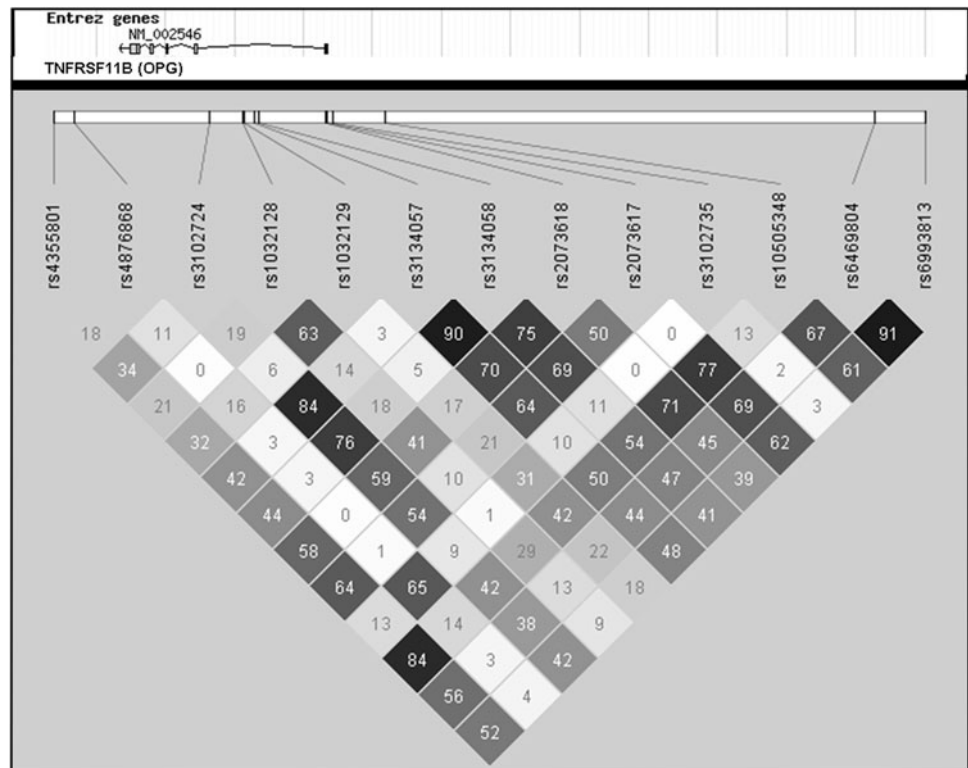 Entrez genes
NM_002546
TNFRSF11B (OPG)
rs4355801
rs4876868
rs3102724
rs1032128
rs1032129
rs3134057
rs3134058
rs2073618
rs2073617
rs3102735
rs10505348
rs6469804
rs6993813
18 11 19 63 3 90 75 50 0 13 67 91
34 0 6 14 5 70 69 0 77 2 61
21 16 84 18 17 64 11 71 69 3
32 3 76 41 21 10 54 45 62
42 3 59 10 31 50 47 39
44 0 54 1 42 44 41
58 1 9 29 22 48
64 65 42 13 18
13 14 38 9
84 3 42
56 4
52